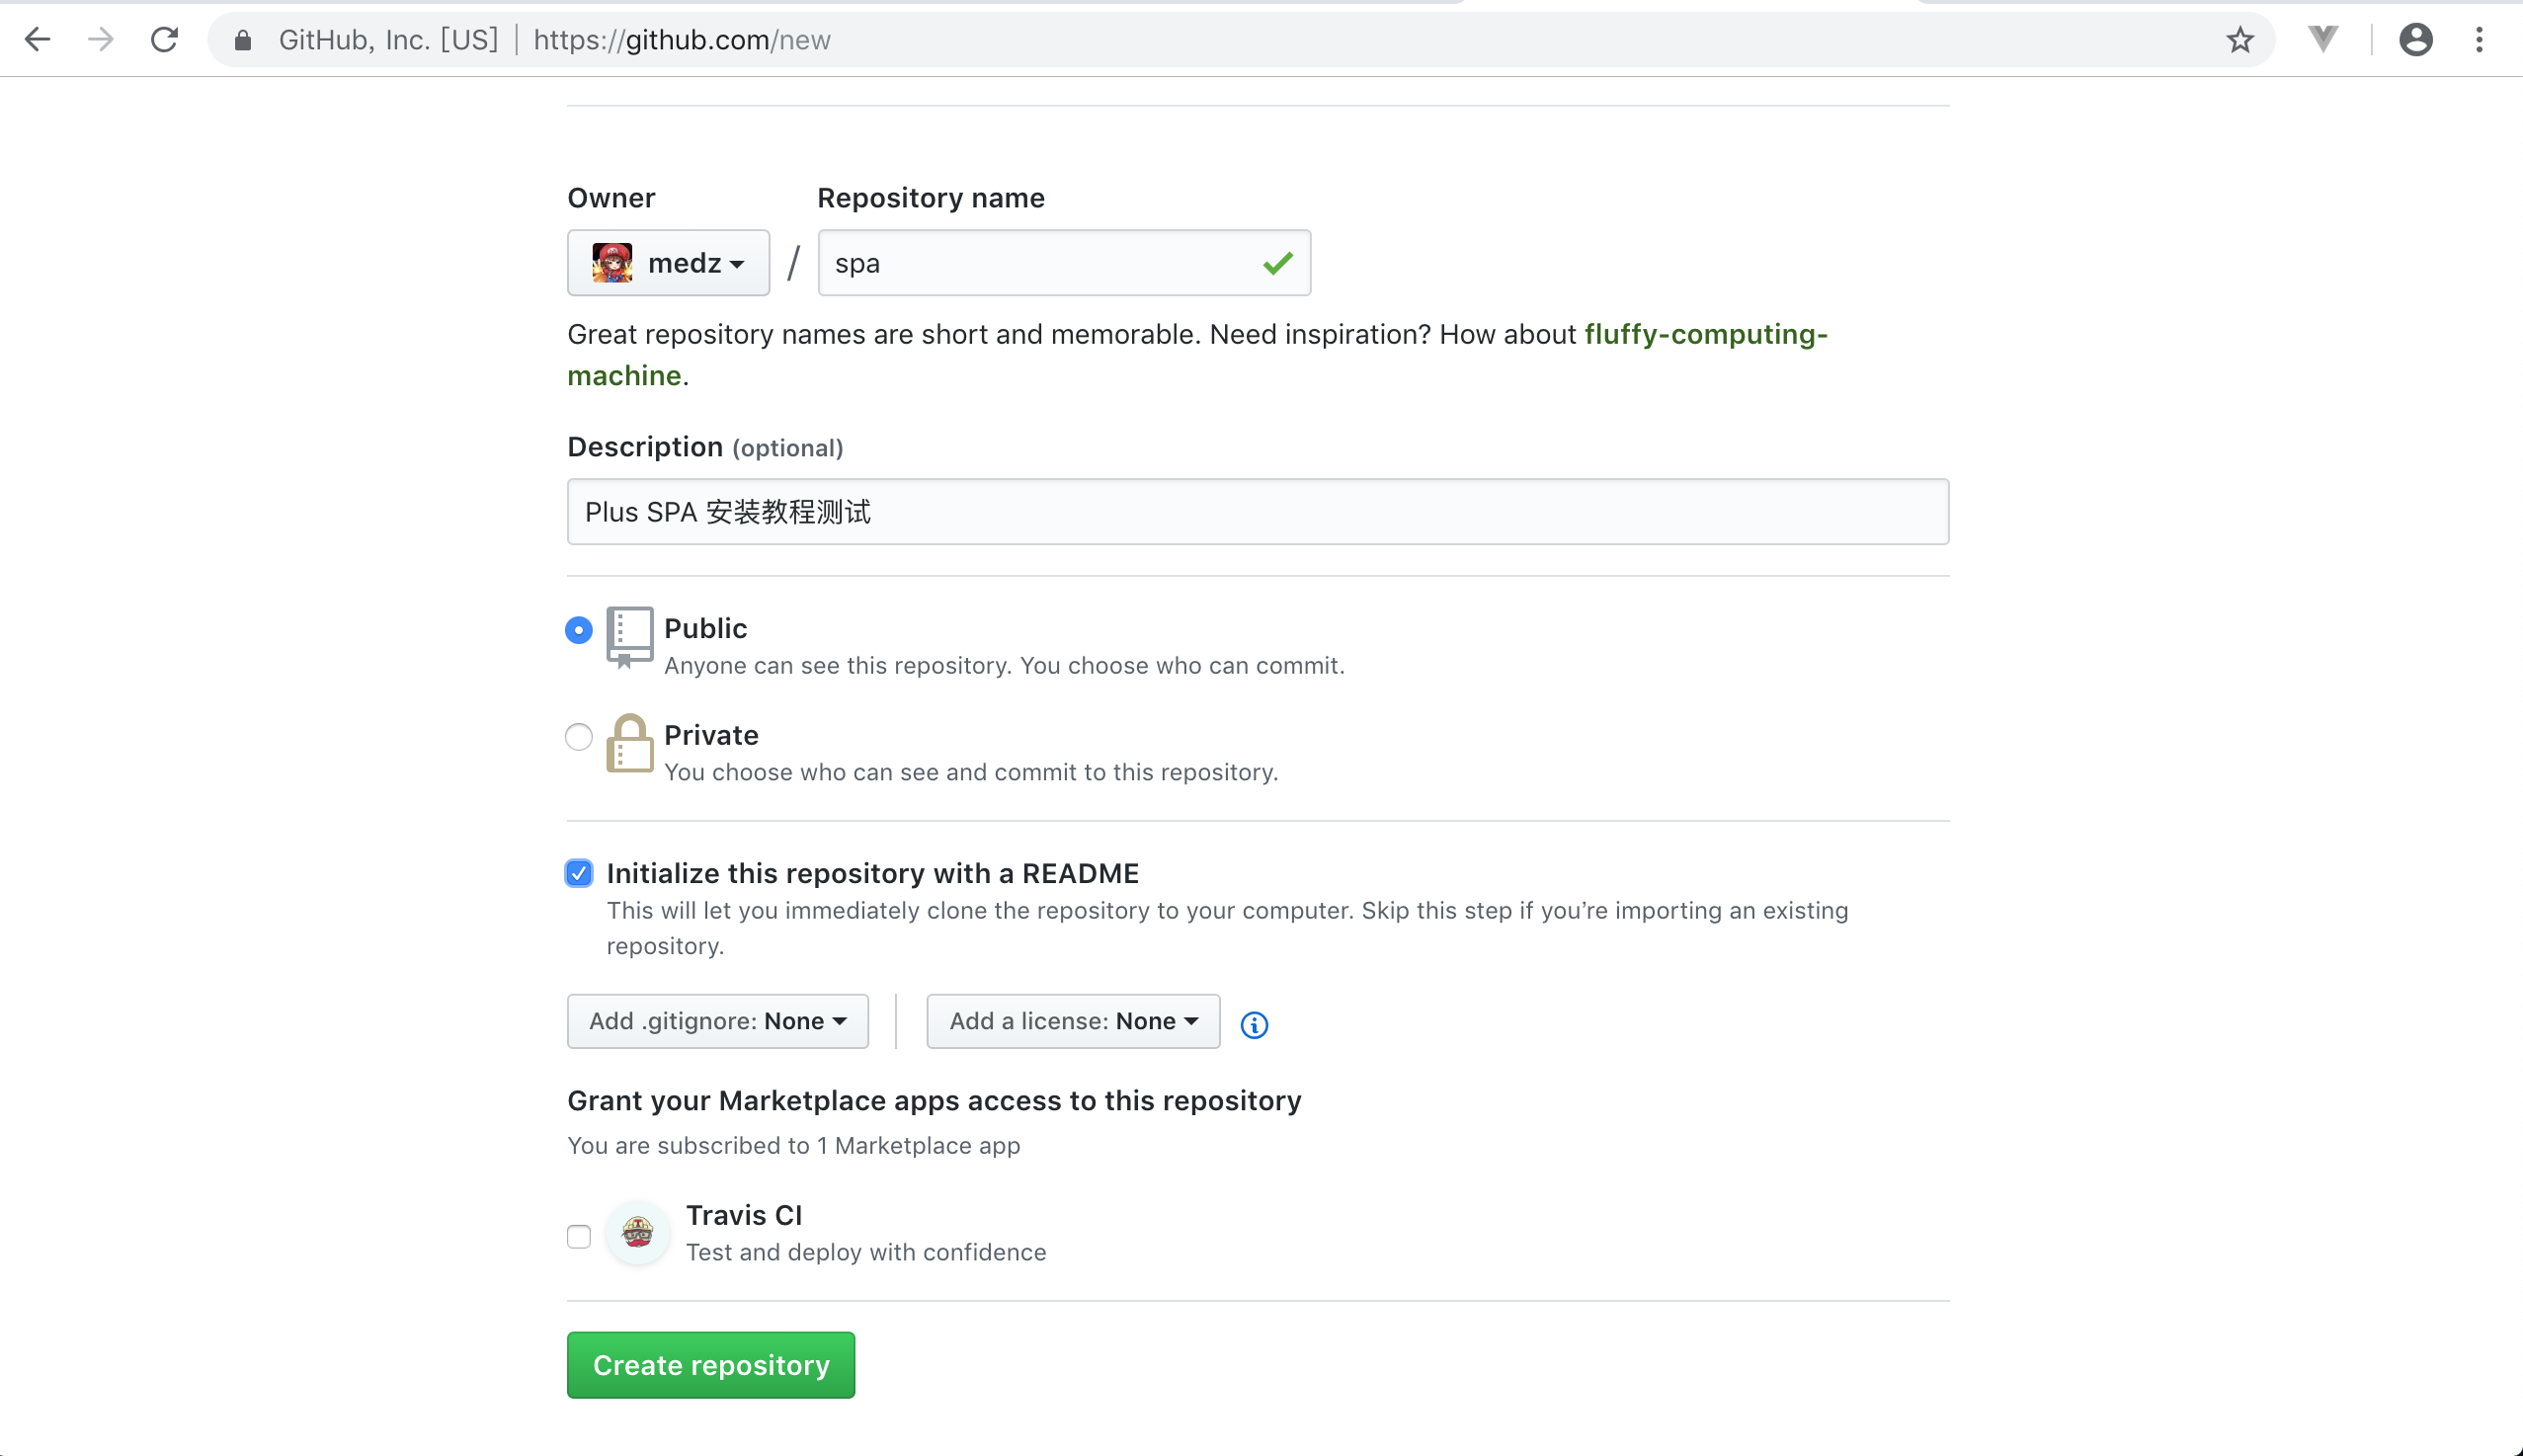 GitHub, Inc. [US] | https://github.com/new
Owner
Repository name
medz / spa
Great repository names are short and memorable. Need inspiration? How about fluffy-computing-
machine.
Description (optional)
Plus SPA 安装教程测试
Public
Anyone can see this repository. You choose who can commit.
Private
You choose who can see and commit to this repository.
Initialize this repository with a README
This will let you immediately clone the repository to your computer. Skip this step if you’re importing an existing
repository.
Add .gitignore: None
Add a license: None
Grant your Marketplace apps access to this repository
You are subscribed to 1 Marketplace app
Travis CI
Test and deploy with confidence
Create repository